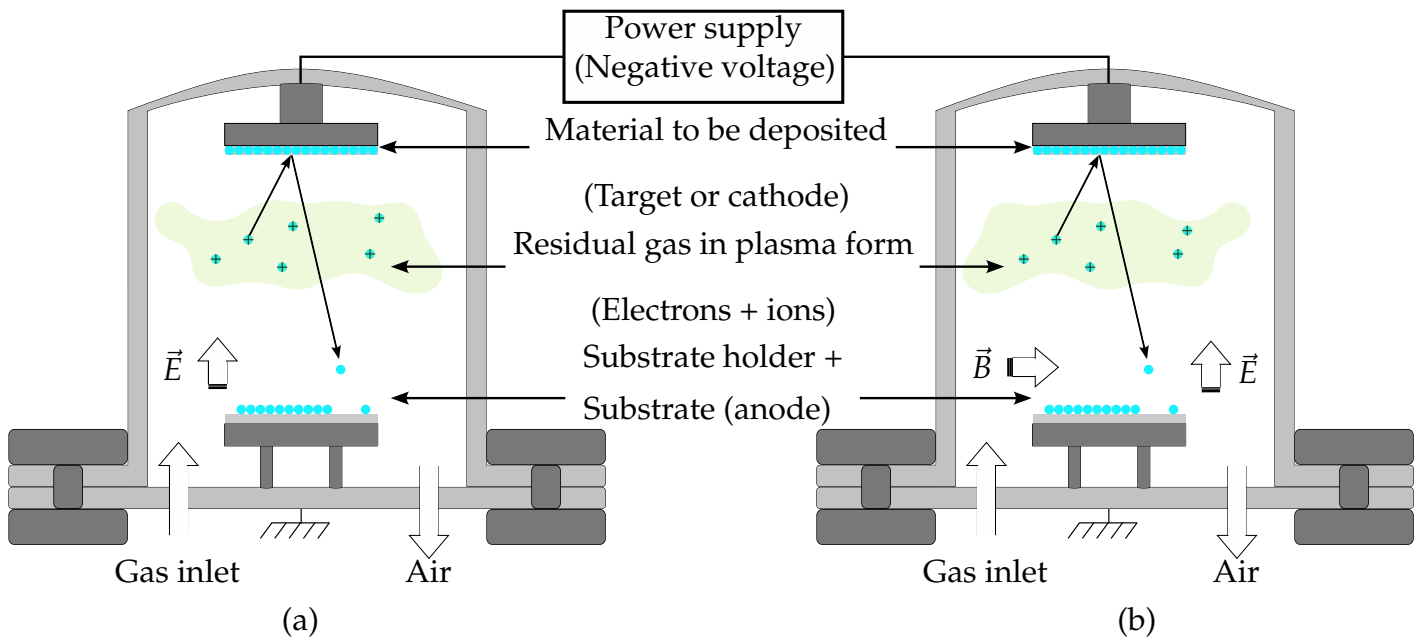 Power supply
(Negative voltage)
Material to be deposited
(Target or cathode)
Residual gas in plasma form
(Electrons + ions)
Substrate holder +
Substrate (anode)
E⃗
B⃗
E⃗
Gas inlet
Air
Gas inlet
Air
(a)
(b)